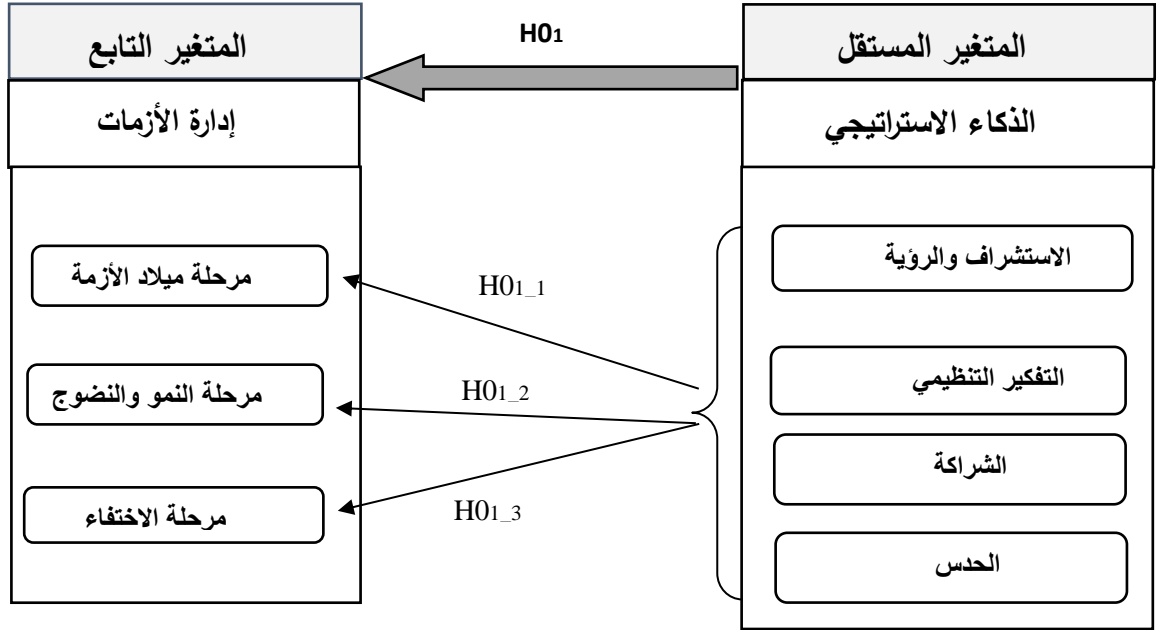 المتغير المستقل
H01
المتغير التابع
الذكاء الاستراتيجي
إدارة الأزمات
الاستشراف والرؤية
التفكير التنظيمي
الشراكة
الحدس
H01_1
H01_2
H01_3
مرحلة ميلاد الأزمة
مرحلة النمو والنضوج
مرحلة الاختفاء